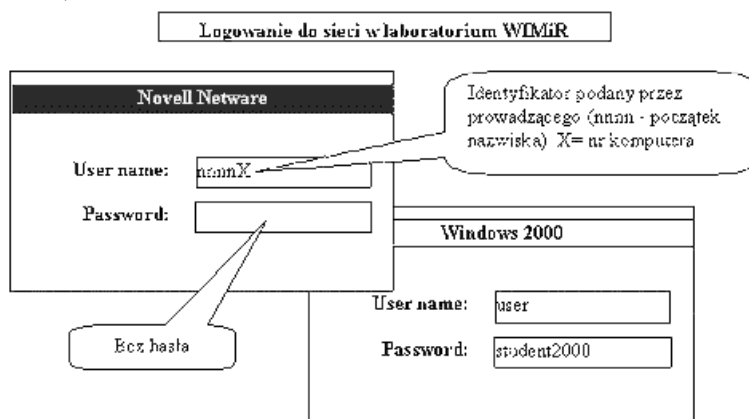 Logowanie do sieci w laboratorium WIMiR
Novell Netware
User name: nnnnX
Password:
Identyfikator podany przez
prowadzącego (nnnn - początek
nazwiska) X= nr komputera
Bez hasła
Windows 2000
User name: user
Password: student2000